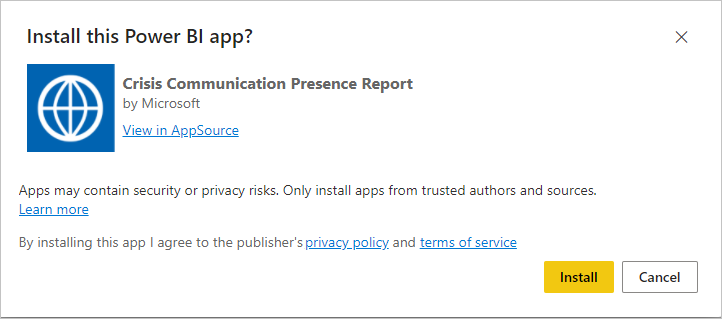 Install this Power BI app?
Crisis Communication Presence Report
by Microsoft
View in AppSource
Apps may contain security or privacy risks. Only install apps from trusted authors and sources.
Learn more
By installing this app I agree to the publisher's privacy policy and terms of service
Install Cancel